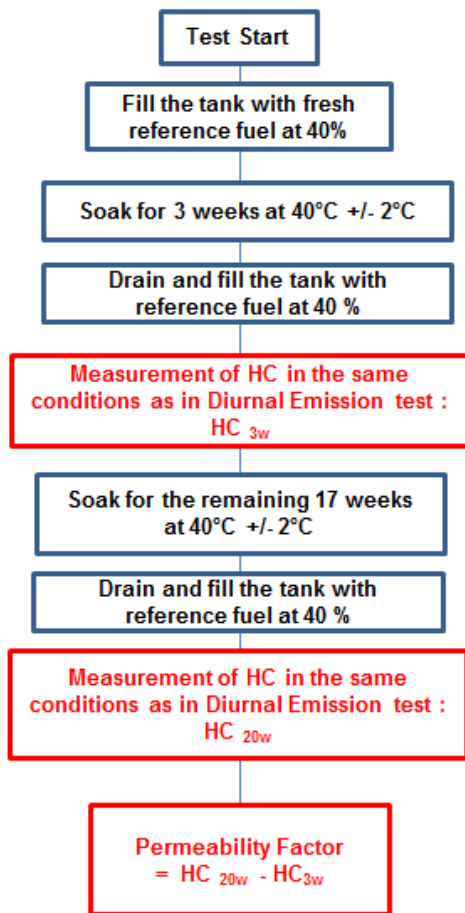 Test Start
Fill the tank with fresh
reference fuel at 40%
Soak for 3 weeks at 40°C +/- 2°C
Drain and fill the tank with
reference fuel at 40 %
Measurement of HC in the same
conditions as in Diurnal Emission test :
HC 3w
Soak for the remaining 17 weeks
at 40°C +/- 2°C
Drain and fill the tank with
reference fuel at 40 %
Measurement of HC in the same
conditions as in Diurnal Emission test :
HC 20w
Permeability Factor
= HC 20w - HC3w